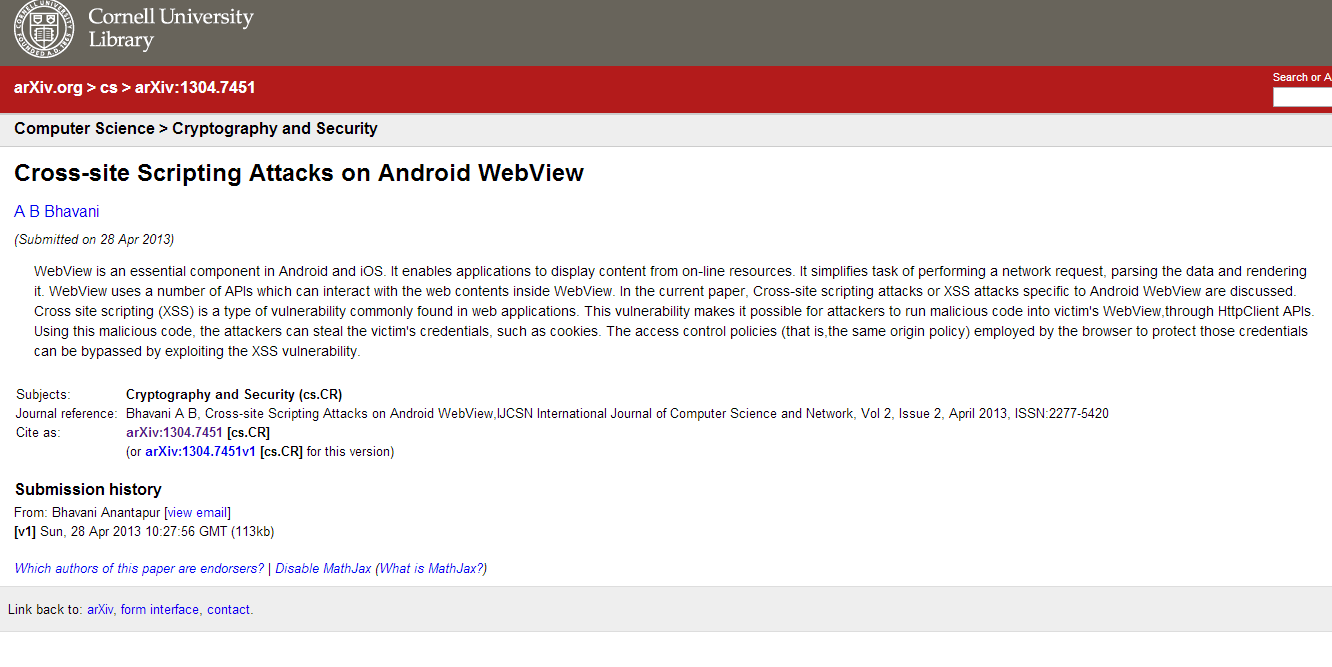 Cornell University
Library
arXiv.org > cs > arXiv:1304.7451
Search or A
Computer Science > Cryptography and Security
Cross-site Scripting Attacks on Android WebView
A B Bhavani
(Submitted on 28 Apr 2013)
WebView is an essential component in Android and iOS. It enables applications to display content from on-line resources. It simplifies task of performing a network request, parsing the data and rendering
it. WebView uses a number of APIs which can interact with the web contents inside WebView. In the current paper, Cross-site scripting attacks or XSS attacks specific to Android WebView are discussed.
Cross site scripting (XSS) is a type of vulnerability commonly found in web applications. This vulnerability makes it possible for attackers to run malicious code into victim's WebView,through HttpClient APIs.
Using this malicious code, the attackers can steal the victim's credentials, such as cookies. The access control policies (that is,the same origin policy) employed by the browser to protect those credentials
can be bypassed by exploiting the XSS vulnerability.
Subjects: Cryptography and Security (cs.CR)
Journal reference: Bhavani A B, Cross-site Scripting Attacks on Android WebView,IJCSN International Journal of Computer Science and Network, Vol 2, Issue 2, April 2013, ISSN:2277-5420
Cite as: arXiv:1304.7451 [cs.CR]
(or arXiv:1304.7451v1 [cs.CR] for this version)
Submission history
From: Bhavani Anantapur [view email]
[v1] Sun, 28 Apr 2013 10:27:56 GMT (113kb)
Which authors of this paper are endorsers? | Disable MathJax (What is MathJax?)
Link back to: arXiv, form interface, contact.